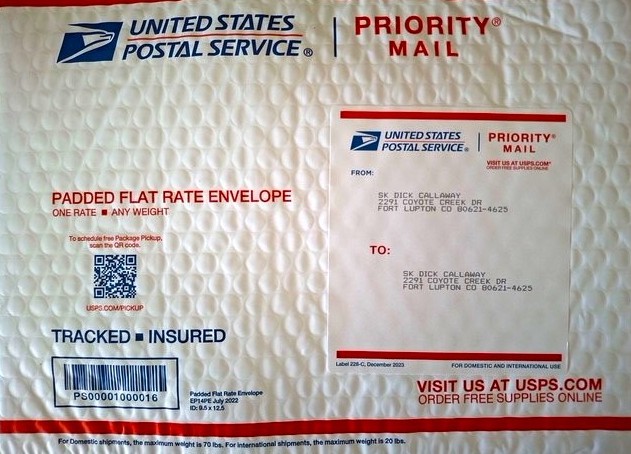 UNITED STATES
POSTAL SERVICE®
PRIORITY®
MAIL
UNITED STATES
POSTAL SERVICE®
PRIORITY®
MAIL
VISIT US AT USPS.COM®
ORDER FREE SUPPLIES ONLINE
FROM:
SK DICK CALLAWAY
2291 COYOTE CREEK DR
FORT LUPTON CO 80621-4625
TO:
SK DICK CALLAWAY
2291 COYOTE CREEK DR
FORT LUPTON CO 80621-4625
Label 228-C, December 2023
FOR DOMESTIC AND INTERNATIONAL USE
PADDED FLAT RATE ENVELOPE
ONE RATE ■ ANY WEIGHT
To schedule free Package Pickup,
scan the QR code.
USPS.COM/PICKUP
TRACKED ■ INSURED
PS00001000016
Padded Flat Rate Envelope
EP14PE July 2022
ID: 9.5 x 12.5
VISIT US AT USPS.COM
ORDER FREE SUPPLIES ONLINE
For Domestic shipments, the maximum weight is 70 lbs. For international shipments, the maximum weight is 20 lbs.